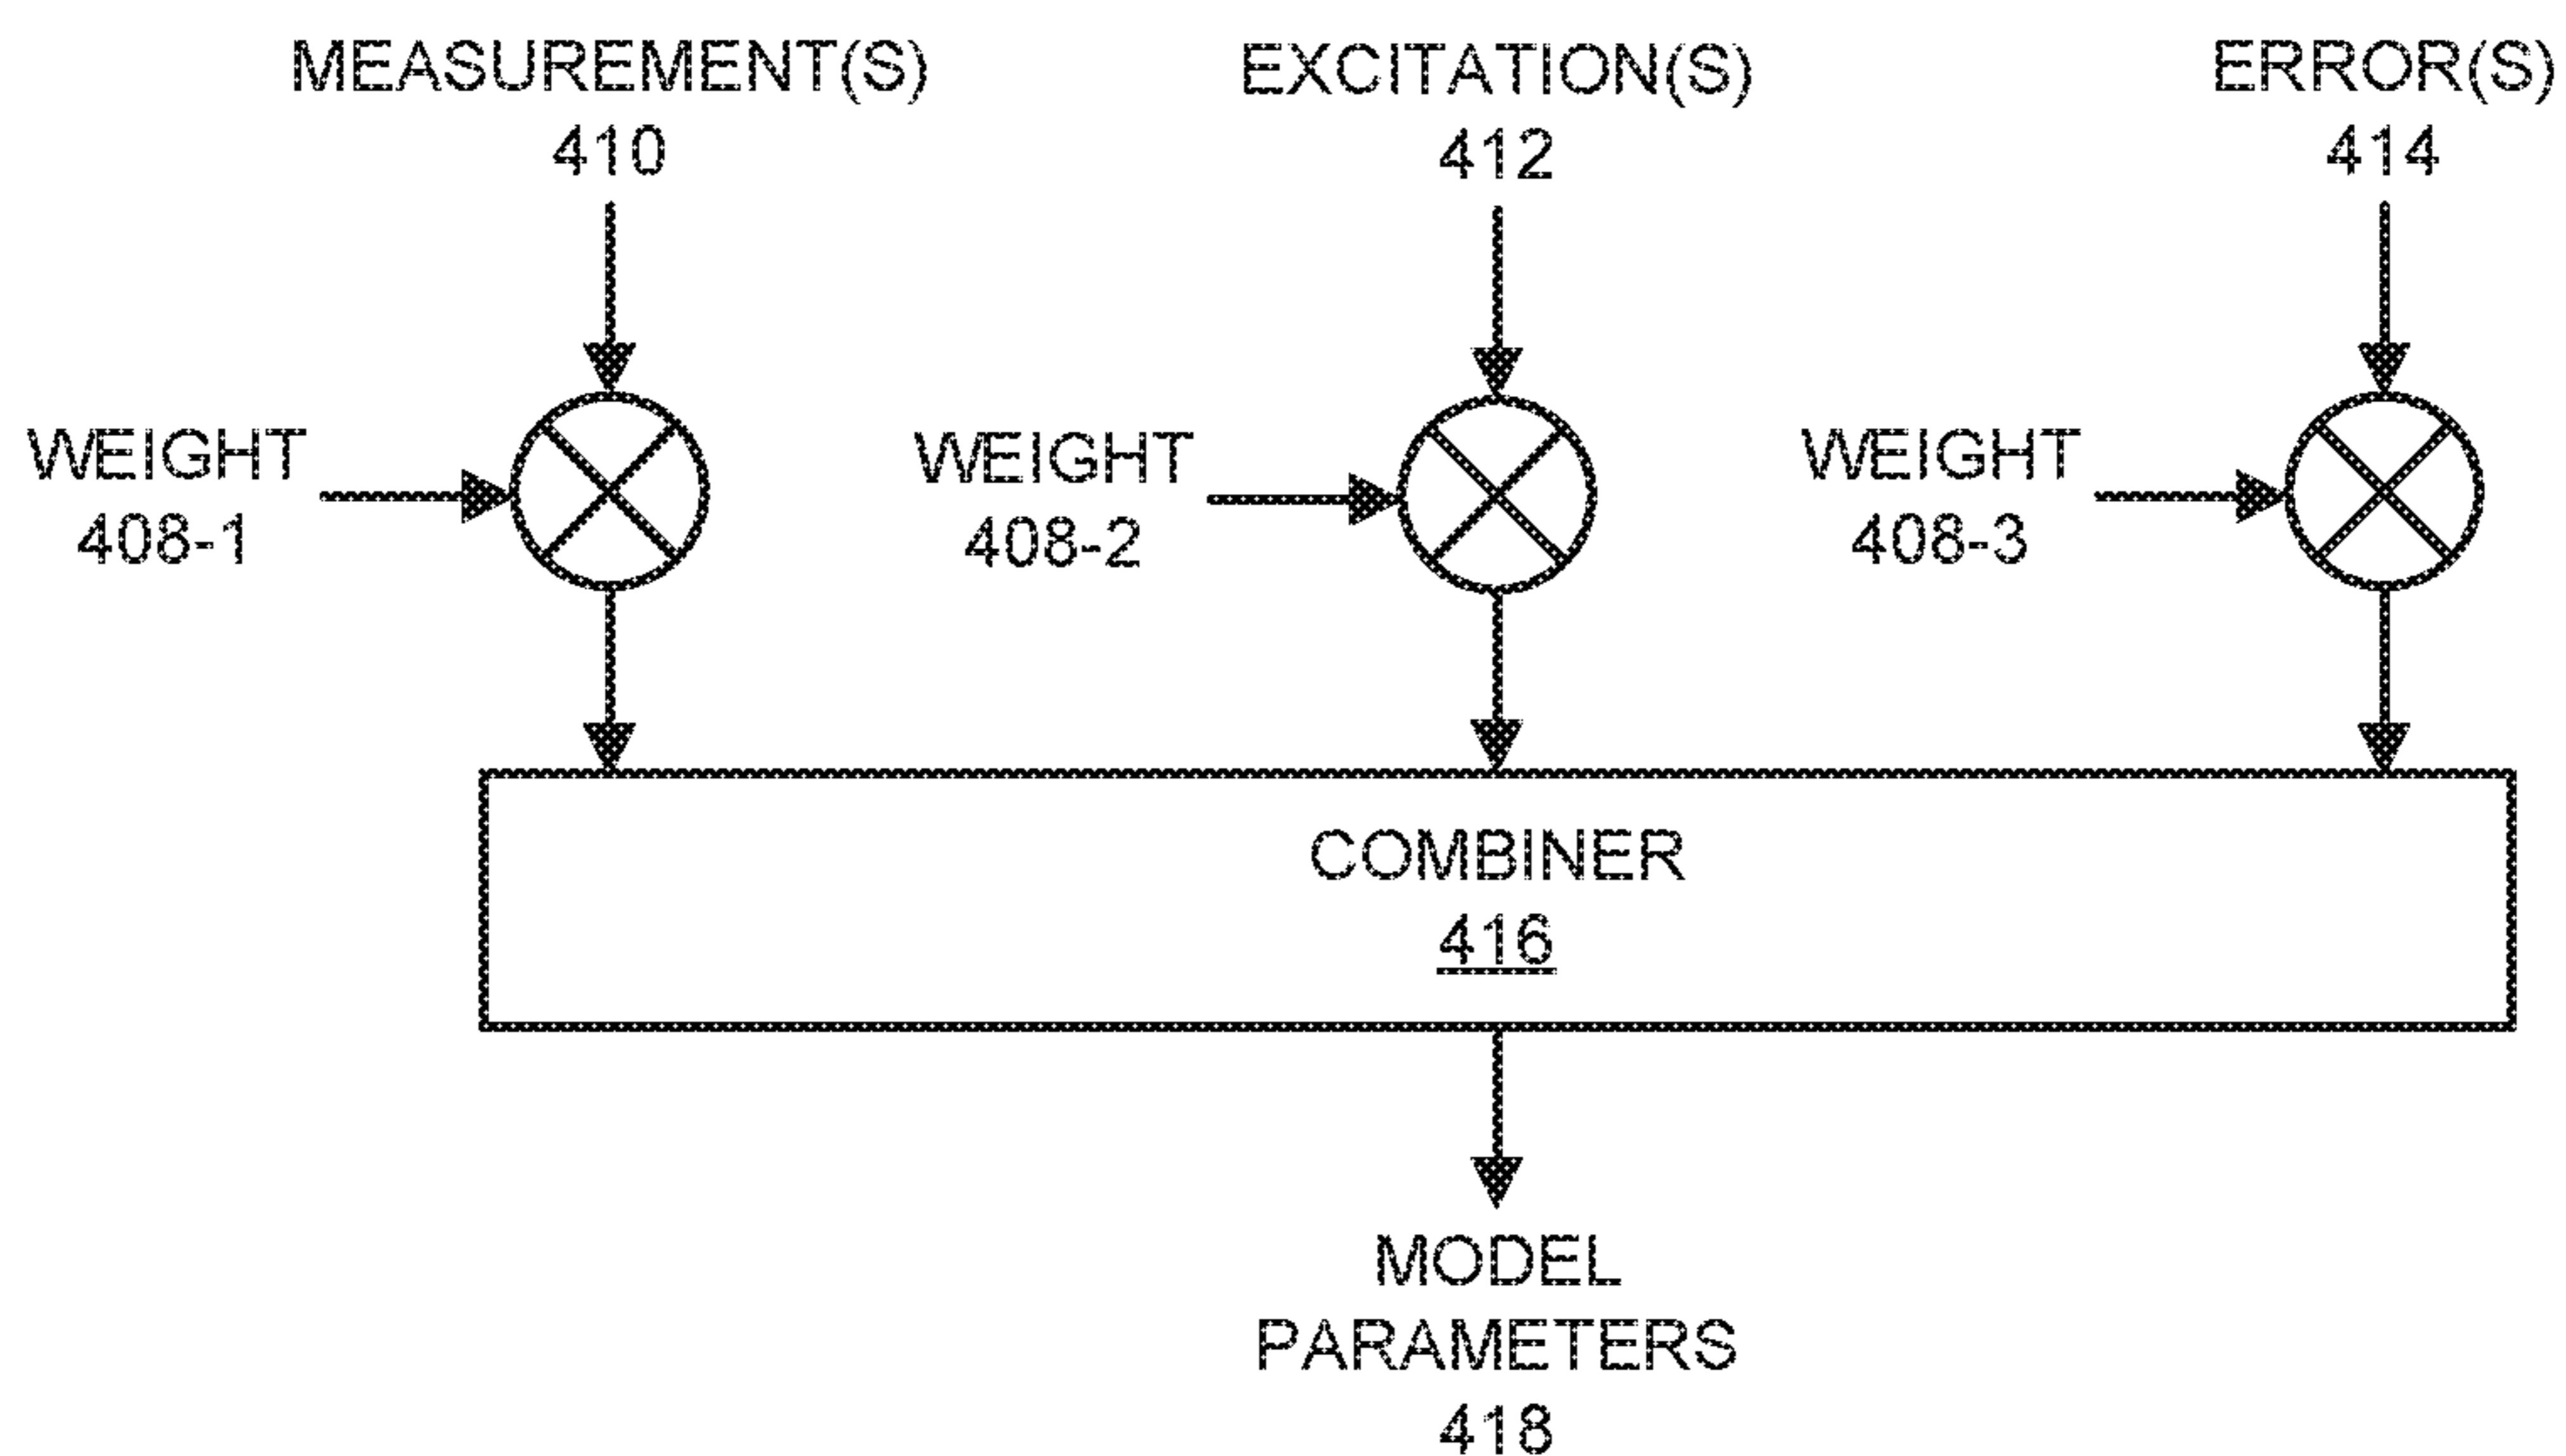 MEASUREMENT(S)
410
EXCITATION(S)
412
ERROR(S)
414
WEIGHT
408-1
WEIGHT
408-2
WEIGHT
408-3
COMBINER
416
MODEL
PARAMETERS
418